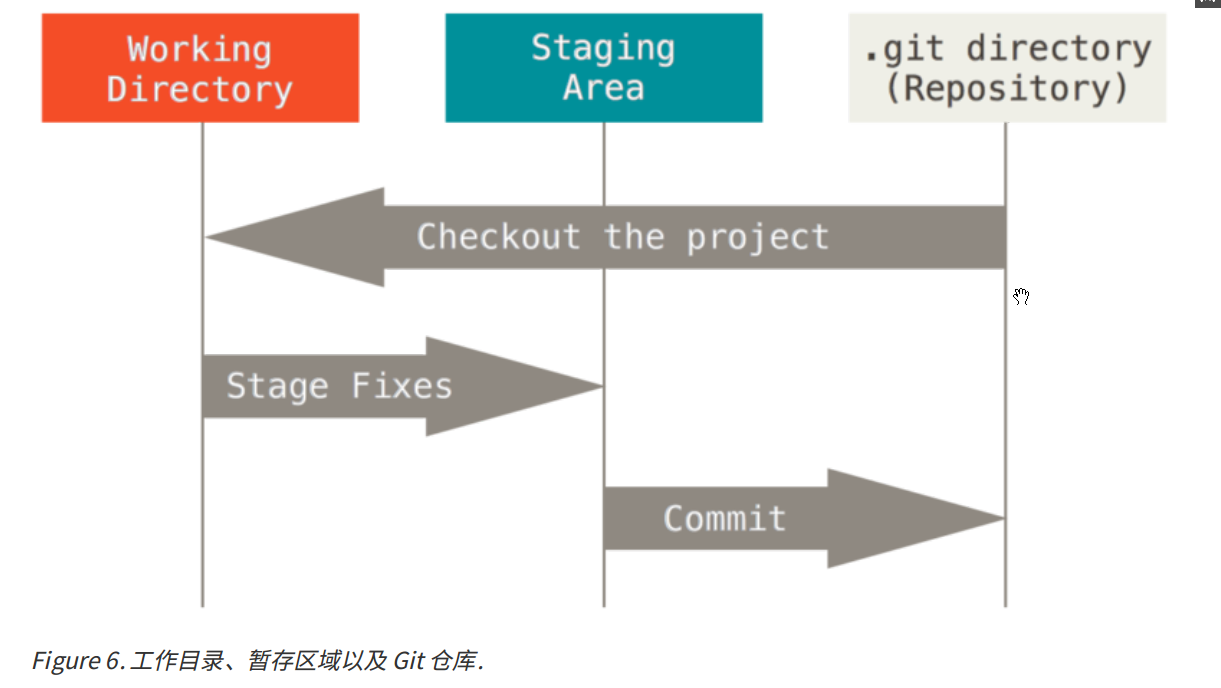 Working
Directory
Staging
Area
.git directory
(Repository)
Checkout the project
Stage Fixes
Commit
Figure 6. 工作目录、暂存区域以及 Git 仓库.